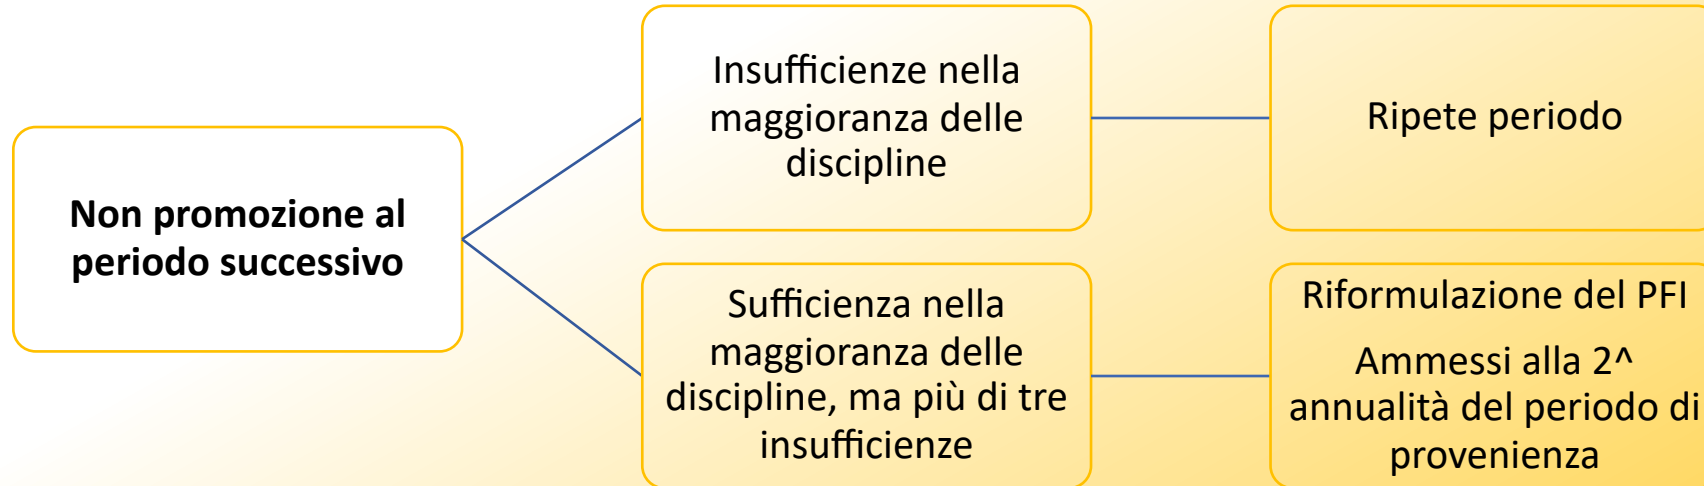 Non promozione al
periodo successivo
Insufficienze nella
maggioranza delle
discipline
Ripete periodo
Sufficienza nella
maggioranza delle
discipline, ma più di tre
insufficienze
Riformulazione del PFI
Ammessi alla 2^
annualità del periodo di
provenienza